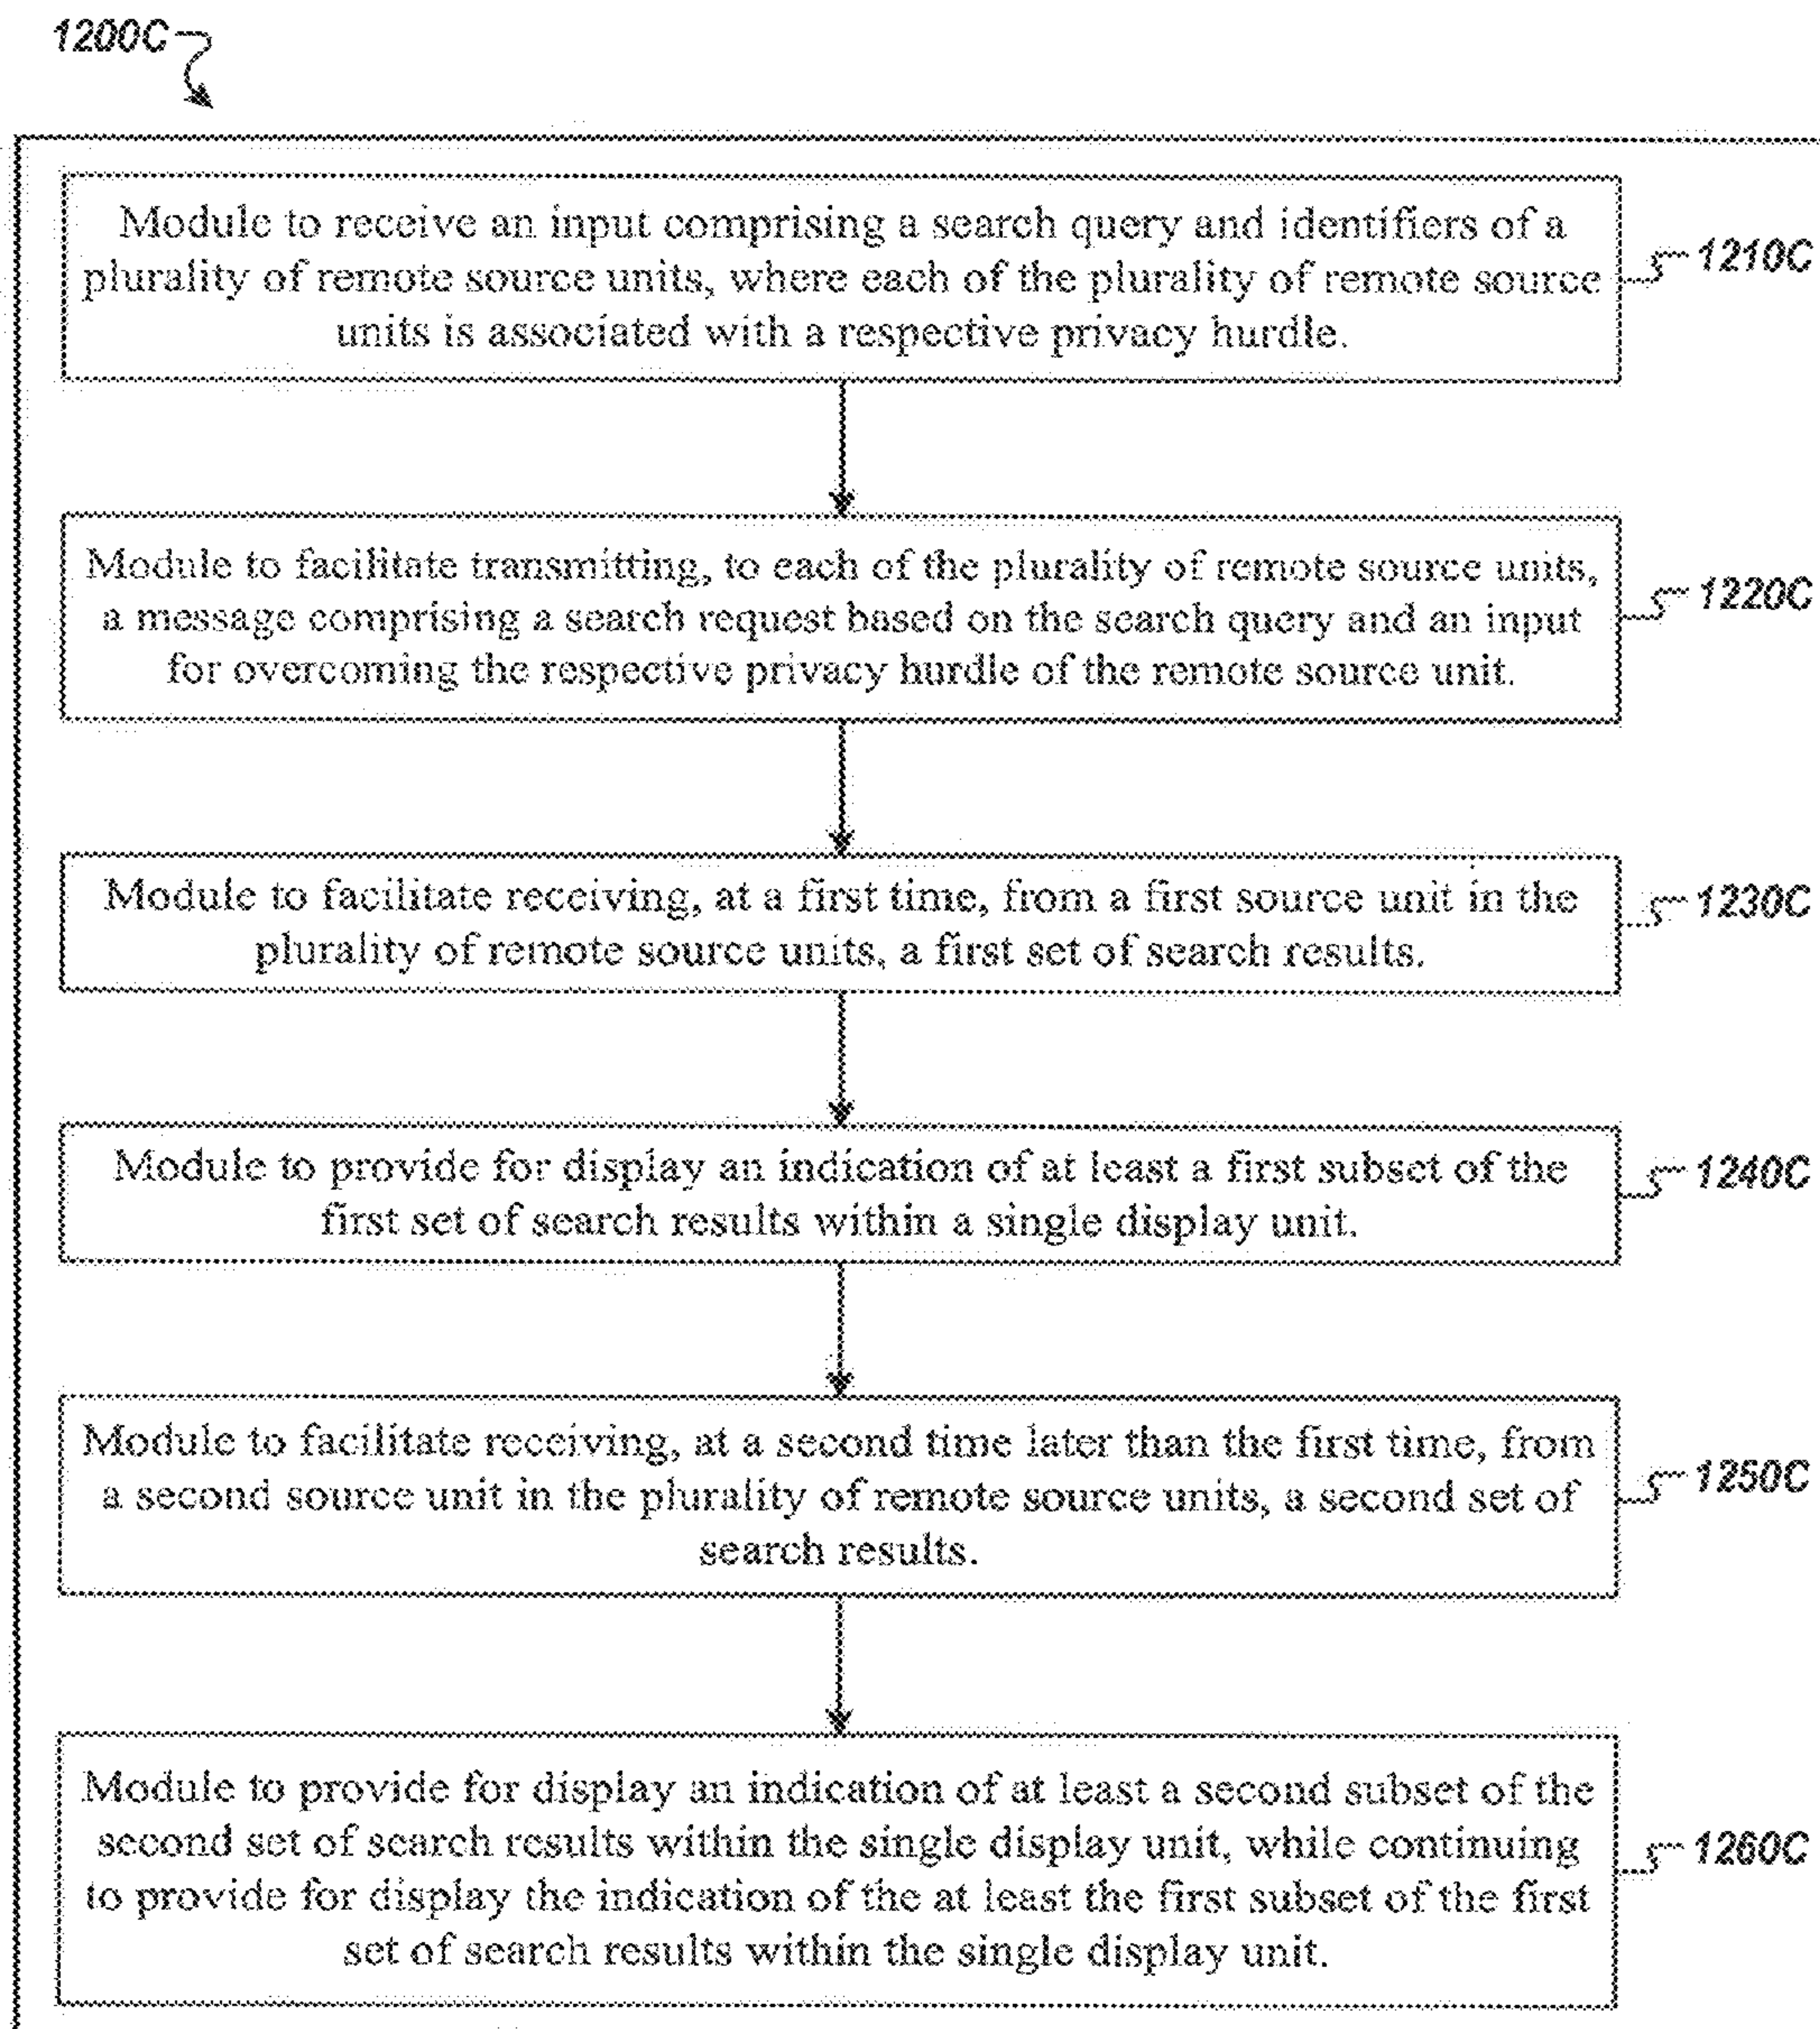 1200C
Module to receive an input comprising a search query and identifiers of a
plurality of remote source units, where each of the plurality of remote source
units is associated with a respective privacy hurdle.
1210C
Module to facilitate transmitting, to each of the plurality of remote source units,
a message comprising a search request based on the search query and an input
for overcoming the respective privacy hurdle of the remote source unit.
1220C
Module to facilitate receiving, at a first time, from a first source unit in the
plurality of remote source units, a first set of search results.
1230C
Module to provide for display an indication of at least a first subset of the
first set of search results within a single display unit.
1240C
Module to facilitate receiving, at a second time later than the first time, from
a second source unit in the plurality of remote source units, a second set of
search results.
1250C
Module to provide for display an indication of at least a second subset of the
second set of search results within the single display unit, while continuing
to provide for display the indication of the at least the first subset of the first
set of search results within the single display unit.
1260C